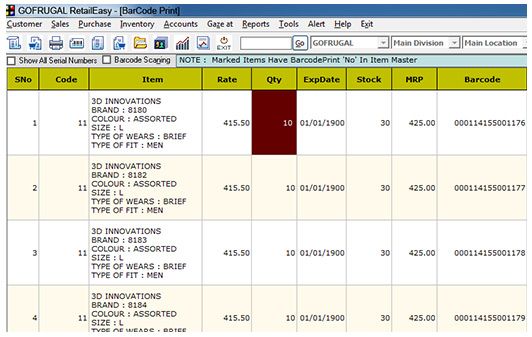 GOFRUGAL RetailEasy - [BarCode Print]
Customer Sales Purchase Inventory Accounts Gaze at Reports Tools Alert Help Exit
EXIT Go GOFRUGAL Main Division Main Location
Show All Serial Numbers Barcode Scaning NOTE : Marked Items Have BarcodePrint 'No' In Item Master
SNo Code Item Rate Qty ExpDate Stock MRP Barcode
3D INNOVATIONS
BRAND : 8180
COLOUR : ASSORTED
1 11 SIZE : L 415.50 10 01/01/1900 30 425.00 000114155001176
TYPE OF WEARS : BRIEF
TYPE OF FIT : MEN
3D INNOVATIONS
BRAND : 8182
COLOUR : ASSORTED
2 11 SIZE : L 415.50 10 01/01/1900 30 425.00 000114155001177
TYPE OF WEARS : BRIEF
TYPE OF FIT : MEN
3D INNOVATIONS
BRAND : 8183
COLOUR : ASSORTED
3 11 SIZE : L 415.50 10 01/01/1900 30 425.00 000114155001178
TYPE OF WEARS : BRIEF
TYPE OF FIT : MEN
3D INNOVATIONS
BRAND : 8184
COLOUR : ASSORTED
4 11 SIZE : L 415.50 10 01/01/1900 30 425.00 000114155001179
TYPE OF WEARS : BRIEF